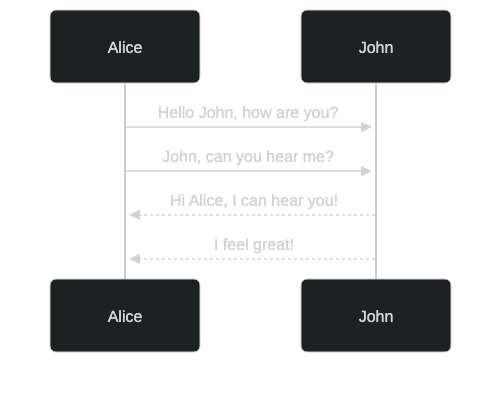 Alice
John
Hello John, how are you?
John, can you hear me?
Hi Alice, I can hear you!
I feel great!
Alice
John